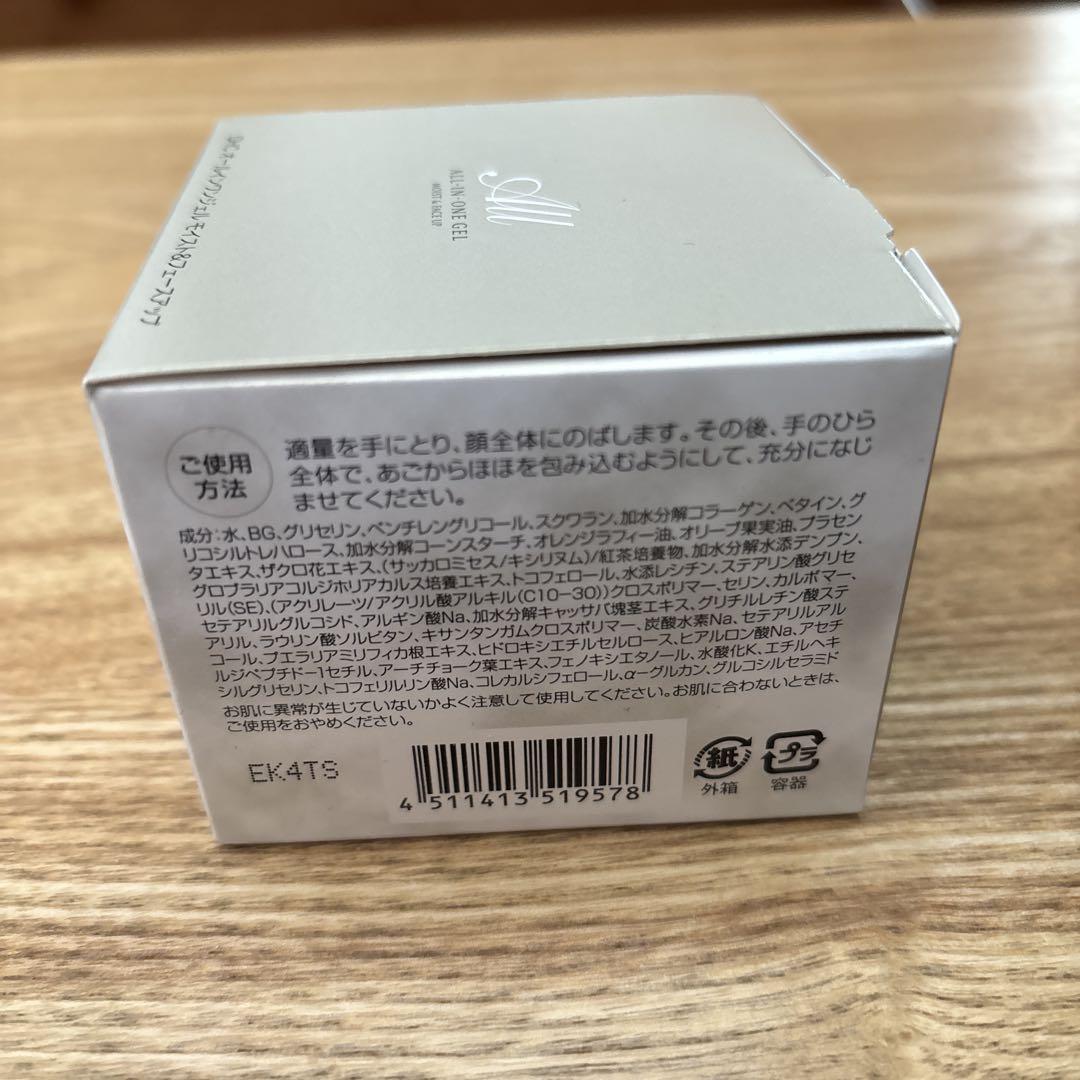 DHC オールインワンジェル モイスト&フェースアップ
All
ALL-IN-ONE GEL
MOIST & FACE UP
ご使用
方法
適量を手にとり、顔全体にのばします。その後、手のひら
全体で、あごからほほを包み込むようにして、充分になじ
ませてください。
成分:水、BG、グリセリン、ペンチレングリコール、スクワラン、加水分解コラーゲン、ベタイン、グ
リコシルトレハロース、加水分解コーンスターチ、オレンジラフィー油、オリーブ果実油、プラセン
タエキス、ザクロ花エキス、(サッカロミセス/キシリヌム)/紅茶培養物、加水分解水添デンプン、
グロブラリアコルジホリアカルス培養エキス、トコフェロール、水添レシチン、ステアリン酸グリセ
リル(SE)、(アクリレーツ/アクリル酸アルキル(C10-30))クロスポリマー、セリン、カルボマー、
セテアリルグルコシド、アルギン酸Na、加水分解キャッサバ塊茎エキス、グリチルレチン酸ステ
アリル、ラウリン酸ソルビタン、キサンタンガムクロスポリマー、炭酸水素Na、セテアリルアル
コール、プエラリアミリフィカ根エキス、ヒドロキシエチルセルロース、ヒアルロン酸Na、アセチ
ルジペプチド-1セチル、アーチチョーク葉エキス、フェノキシエタノール、水酸化K、エチルヘキ
シルグリセリン、トコフェリルリン酸Na、コレカルシフェロール、α-グルカン、グルコシルセラミド
お肌に異常が生じていないかよく注意して使用してください。お肌に合わないときは、
ご使用をおやめください。
EK4TS
4 511413 519578
紙
外箱
プラ
容器